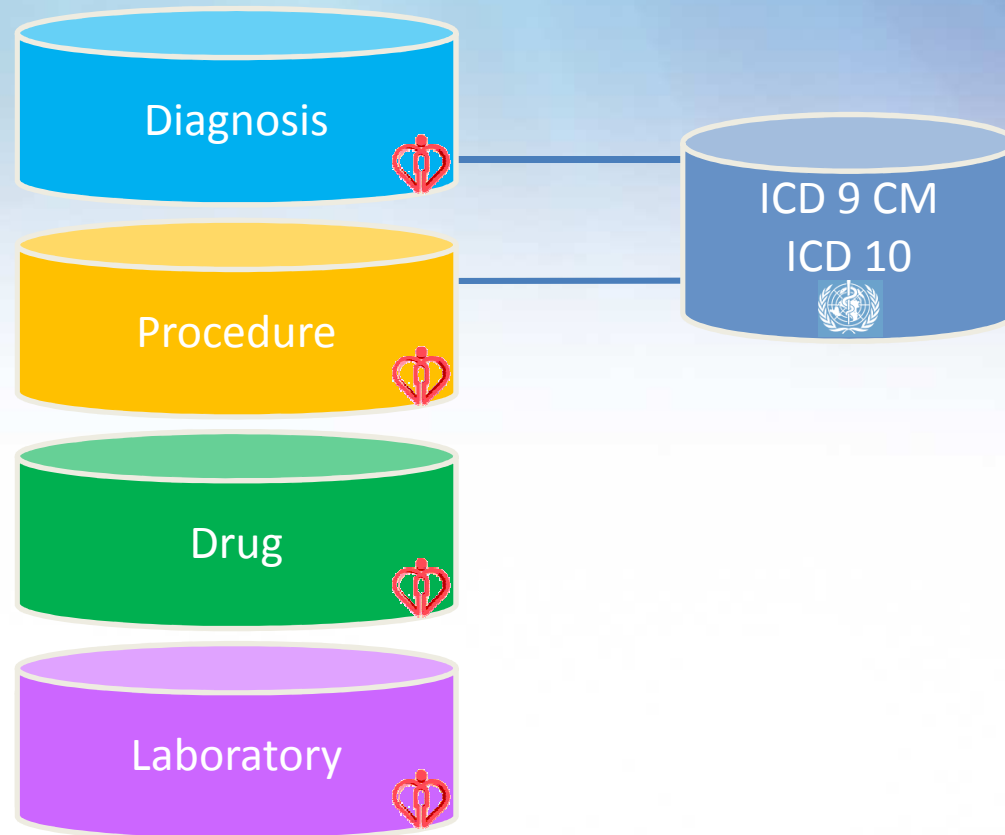 Diagnosis
ICD 9 CM
ICD 10
Procedure
Drug
Laboratory